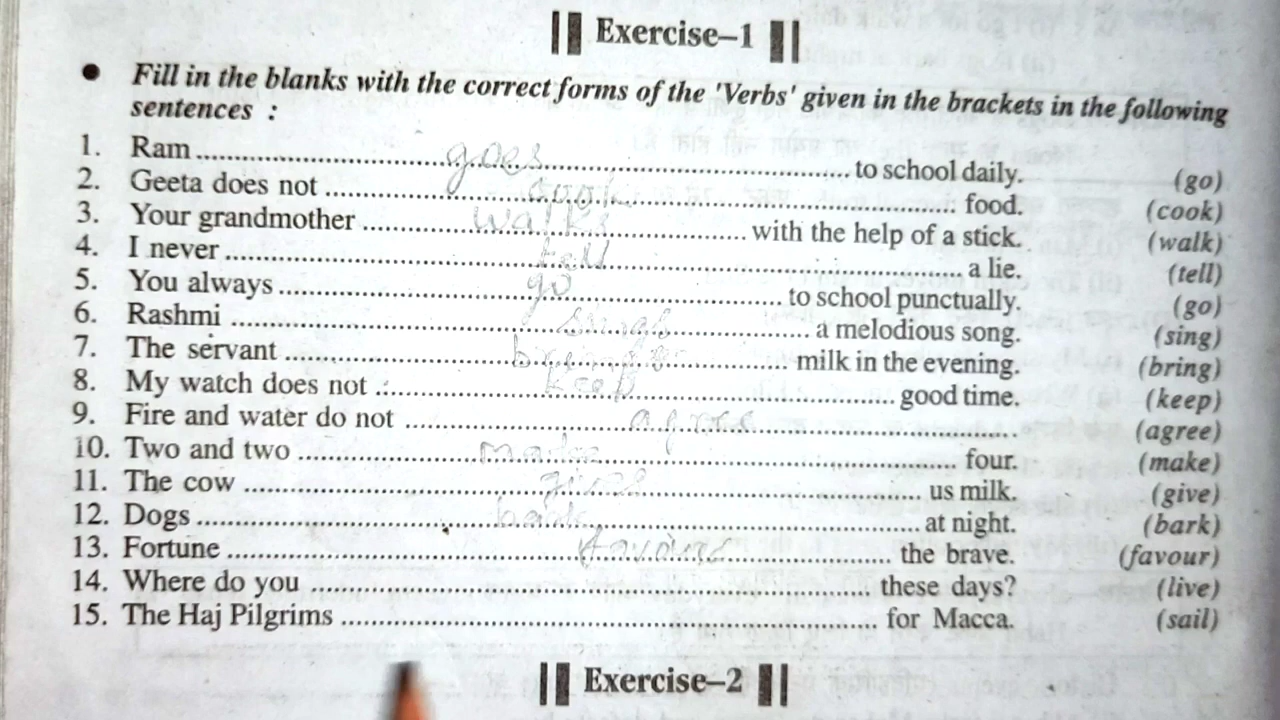 Exercise–1
● Fill in the blanks with the correct forms of the 'Verbs' given in the brackets in the following
sentences :
1. Ram ........ goes ........ to school daily. (go)
2. Geeta does not ........ cook ........ food. (cook)
3. Your grandmother ........ walks ........ with the help of a stick. (walk)
4. I never ........ tell ........ a lie. (tell)
5. You always ........ go ........ to school punctually. (go)
6. Rashmi ........ sings ........ a melodious song. (sing)
7. The servant ........ ........ milk in the evening. (bring)
8. My watch does not ........ keep ........ good time. (keep)
9. Fire and water do not ........ agree ........ (agree)
10. Two and two ........ make ........ four. (make)
11. The cow ........ gives ........ us milk. (give)
12. Dogs ........ bark ........ at night. (bark)
13. Fortune ........ favours ........ the brave. (favour)
14. Where do you ........ these days? (live)
15. The Haj Pilgrims ........ for Macca. (sail)
Exercise–2